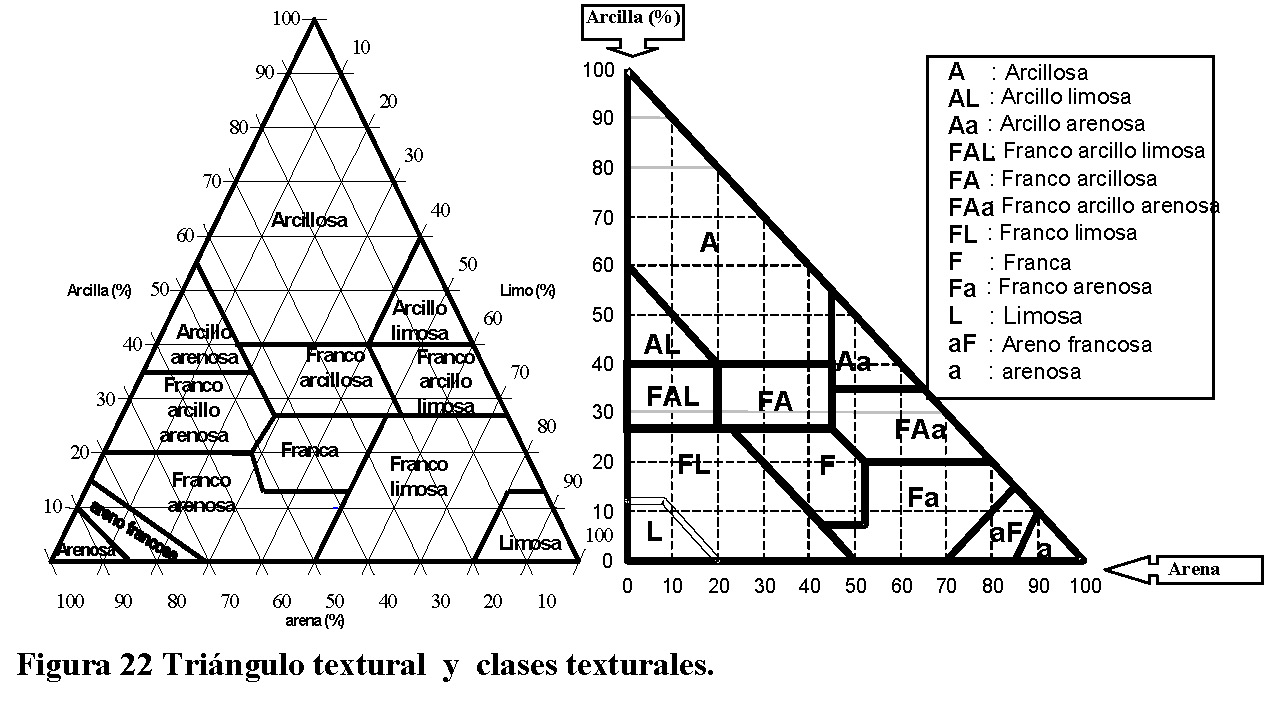 100
10
90
20
80
30
70
40
60
Arcillosa
50
Arcilla (%)
50
Limo (%)
Arcillo
limosa
60
40
Arcillo
arenosa
Franco
arcillosa
Franco
arcillo
limosa
70
30
Franco
arcillo
arenosa
80
20
Franca
Franco
limosa
Franco
arenosa
90
10
areno francosa
Arenosa
Limosa
100
100 90 80 70 60 50 40 30 20 10
arena (%)
Arcilla (%)
100
90
80
70
60
50
40
30
20
10
0
A
AL
Aa
FAL
FA
FAa
FL
F
Fa
L
aF
a
0 10 20 30 40 50 60 70 80 90 100
Arena
A : Arcillosa
AL : Arcillo limosa
Aa : Arcillo arenosa
FAL : Franco arcillo limosa
FA : Franco arcillosa
FAa Franco arcillo arenosa
FL : Franco limosa
F : Franca
Fa : Franco arenosa
L : Limosa
aF : Areno francosa
a : arenosa
Figura 22 Triángulo textural y clases texturales.